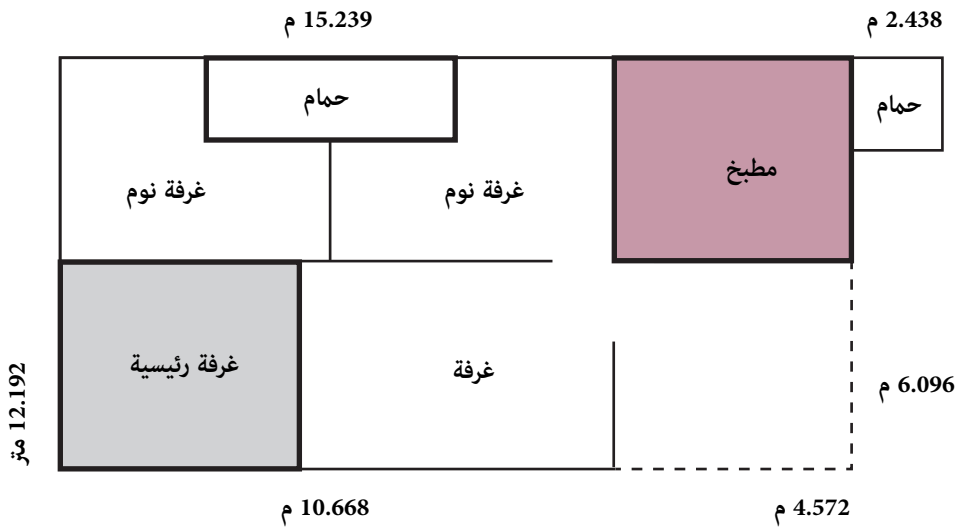 15.239 م
2.438 م
حمام
حمام
مطبخ
غرفة نوم
غرفة نوم
غرفة رئيسية
غرفة
12.192 متر
6.096 م
10.668 م
4.572 م